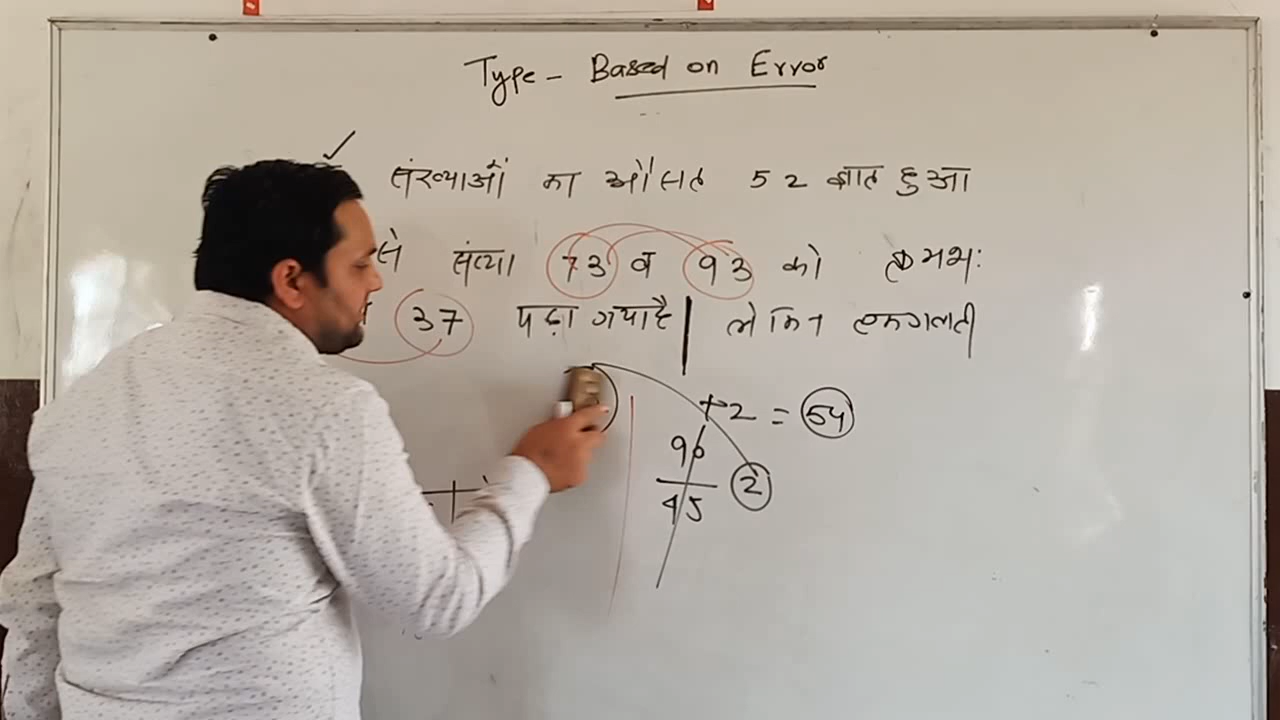 Type - Based on Error
संख्याओं का औसत 52 ज्ञात हुआ
से संख्या 73 व 93 को क्रमशः
37 पढ़ा गया है | लेकिन एक गलती
+2 = 54
96
45 2